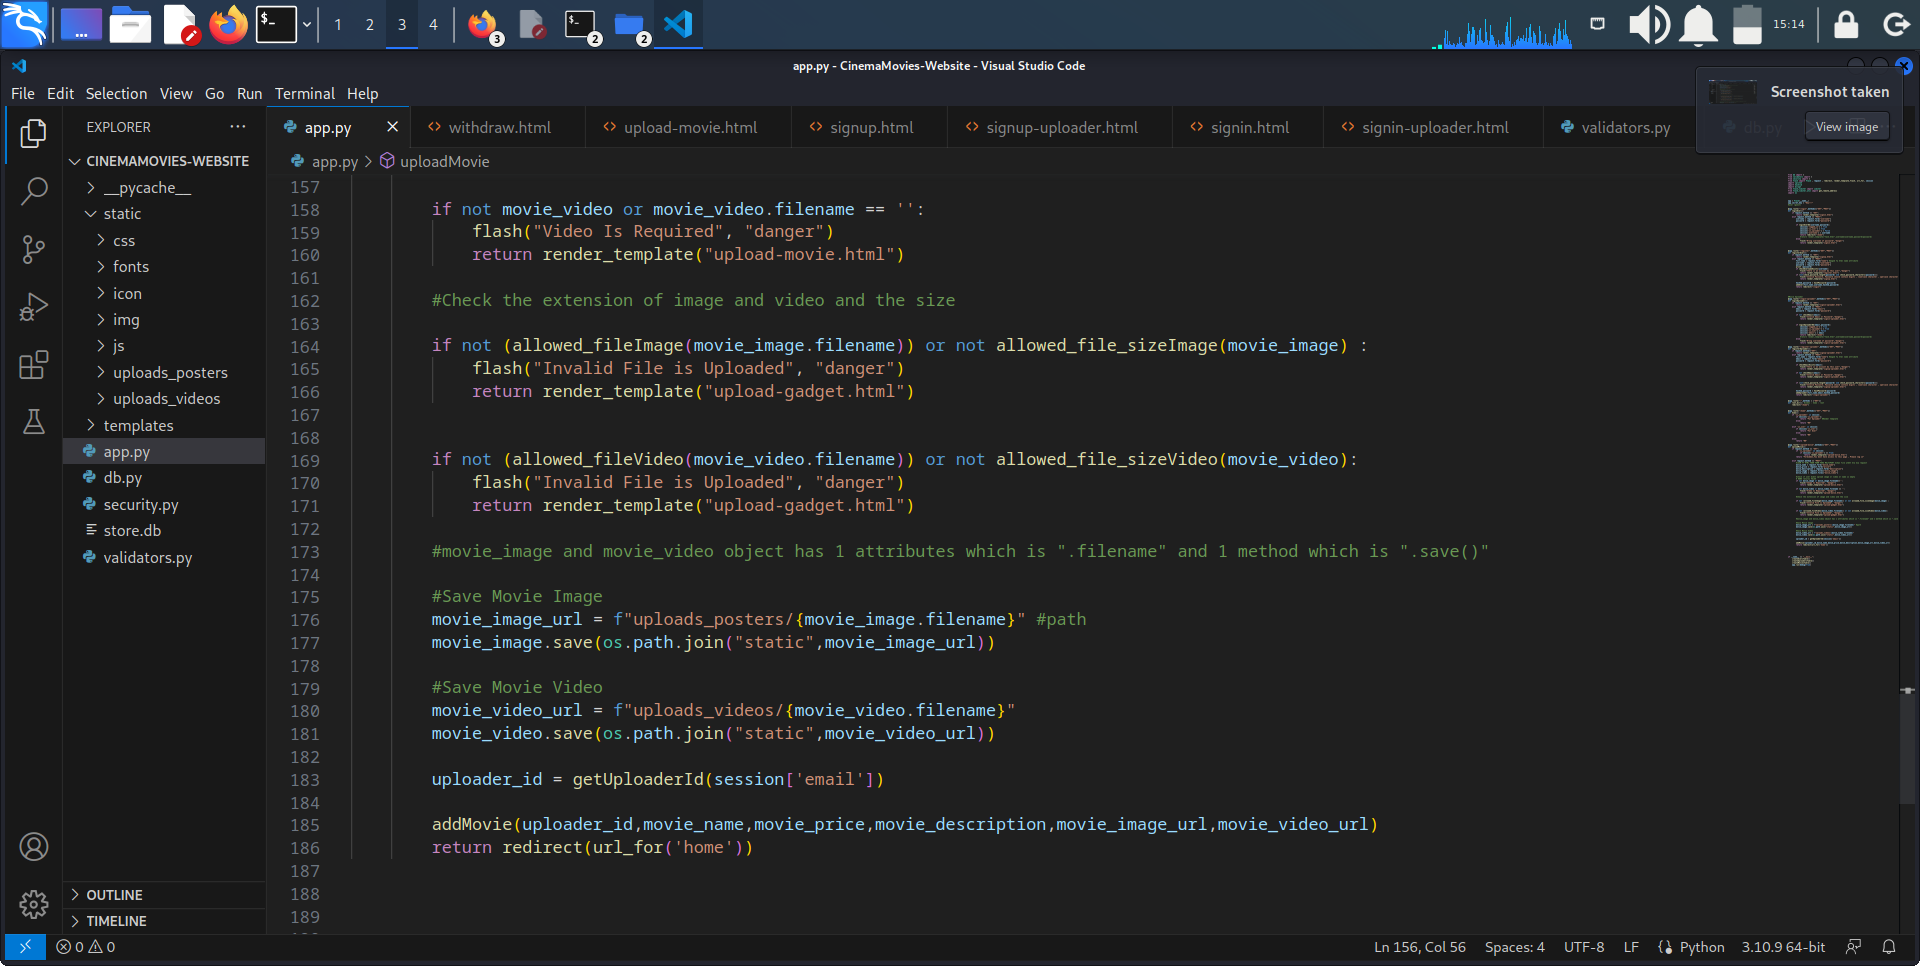 1 2 3 4
3
2
2
15:14
app.py - CinemaMovies-Website - Visual Studio Code
File Edit Selection View Go Run Terminal Help
Screenshot taken
View image
EXPLORER
app.py
withdraw.html
upload-movie.html
signup.html
signup-uploader.html
signin.html
signin-uploader.html
validators.py
db.py
app.py > uploadMovie
CINEMAMOVIES-WEBSITE
__pycache__
static
css
fonts
icon
img
js
uploads_posters
uploads_videos
templates
app.py
db.py
security.py
store.db
validators.py
OUTLINE
TIMELINE
157
158 if not movie_video or movie_video.filename == '':
159 flash("Video Is Required", "danger")
160 return render_template("upload-movie.html")
161
162 #Check the extension of image and video and the size
163
164 if not (allowed_fileImage(movie_image.filename)) or not allowed_file_sizeImage(movie_image) :
165 flash("Invalid File is Uploaded", "danger")
166 return render_template("upload-gadget.html")
167
168
169 if not (allowed_fileVideo(movie_video.filename)) or not allowed_file_sizeVideo(movie_video):
170 flash("Invalid File is Uploaded", "danger")
171 return render_template("upload-gadget.html")
172
173 #movie_image and movie_video object has 1 attributes which is ".filename" and 1 method which is ".save()"
174
175 #Save Movie Image
176 movie_image_url = f"uploads_posters/{movie_image.filename}" #path
177 movie_image.save(os.path.join("static",movie_image_url))
178
179 #Save Movie Video
180 movie_video_url = f"uploads_videos/{movie_video.filename}"
181 movie_video.save(os.path.join("static",movie_video_url))
182
183 uploader_id = getUploaderId(session['email'])
184
185 addMovie(uploader_id,movie_name,movie_price,movie_description,movie_image_url,movie_video_url)
186 return redirect(url_for('home'))
187
188
189
0 0
Ln 156, Col 56 Spaces: 4 UTF-8 LF Python 3.10.9 64-bit